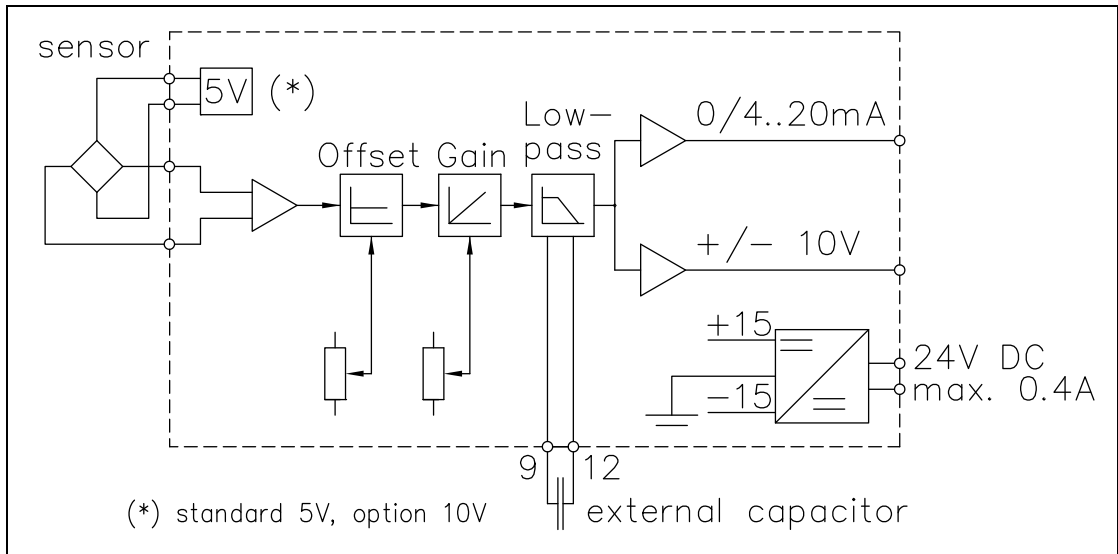 sensor
5V (*)
Offset
Gain
Low-
pass
0/4..20mA
+/- 10V
+15
-15
24V DC
max. 0.4A
9
12
external capacitor
(*) standard 5V, option 10V